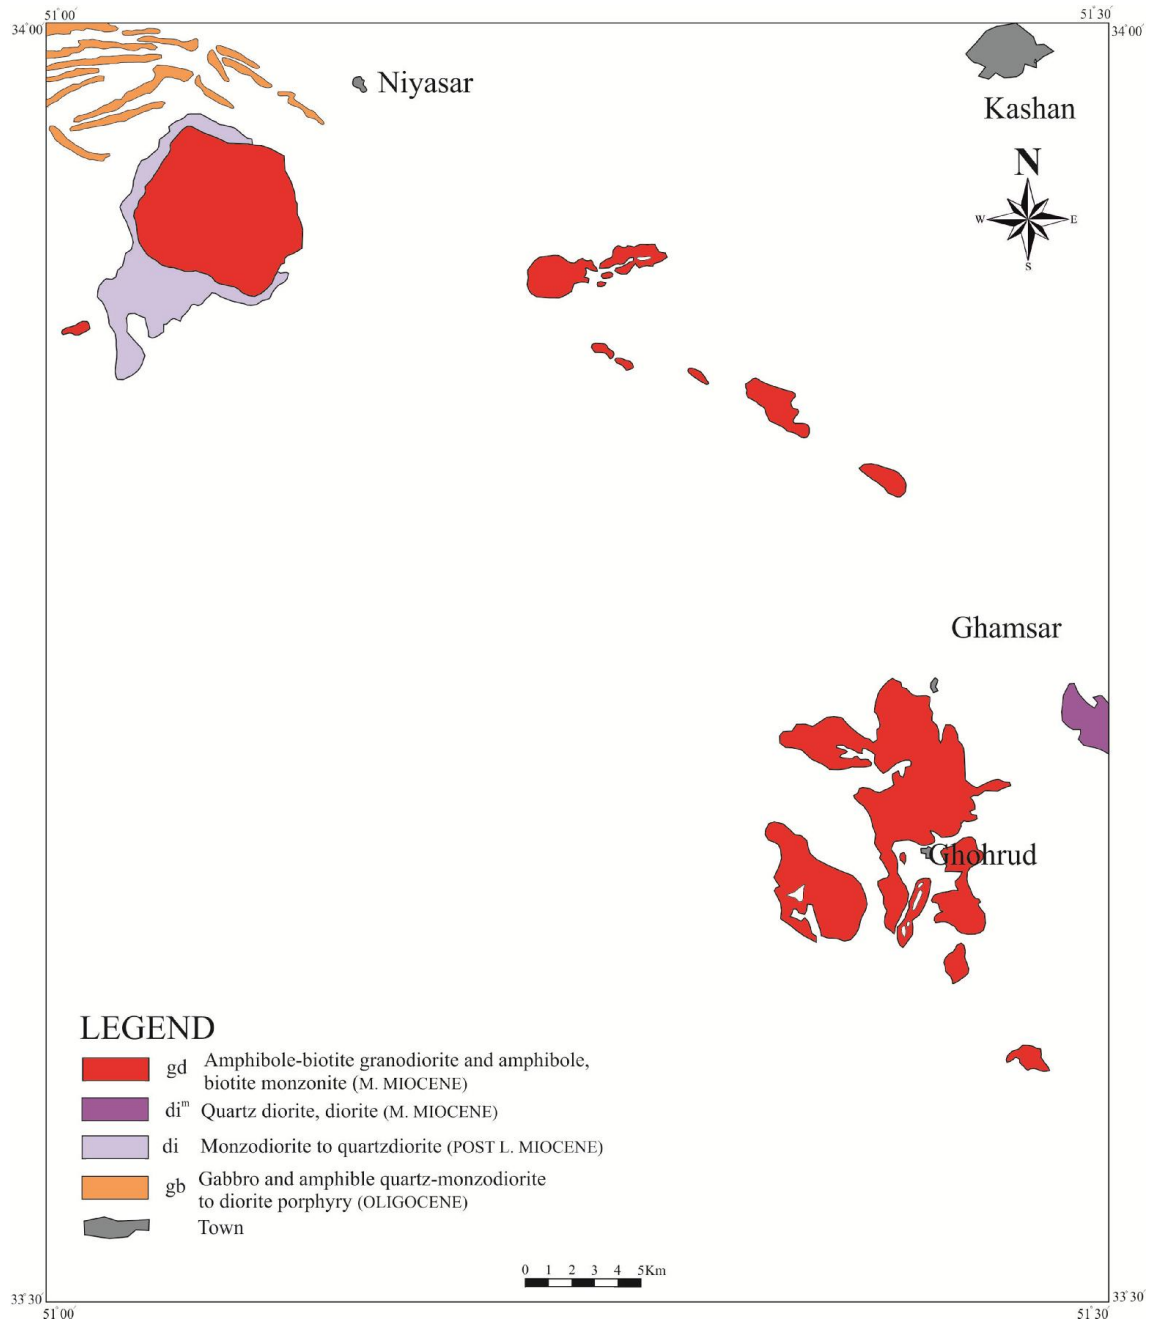 51°00'
51°30'
34°00'
34°00'
Niyasar
Kashan
N
W
E
S
Ghamsar
Ghohrud
LEGEND
gd Amphibole-biotite granodiorite and amphibole,
biotite monzonite (M. MIOCENE)
diᵐ Quartz diorite, diorite (M. MIOCENE)
di Monzodiorite to quartzdiorite (POST L. MIOCENE)
gb Gabbro and amphible quartz-monzodiorite
to diorite porphyry (OLIGOCENE)
Town
0 1 2 3 4 5Km
33°30'
33°30'
51°00'
51°30'